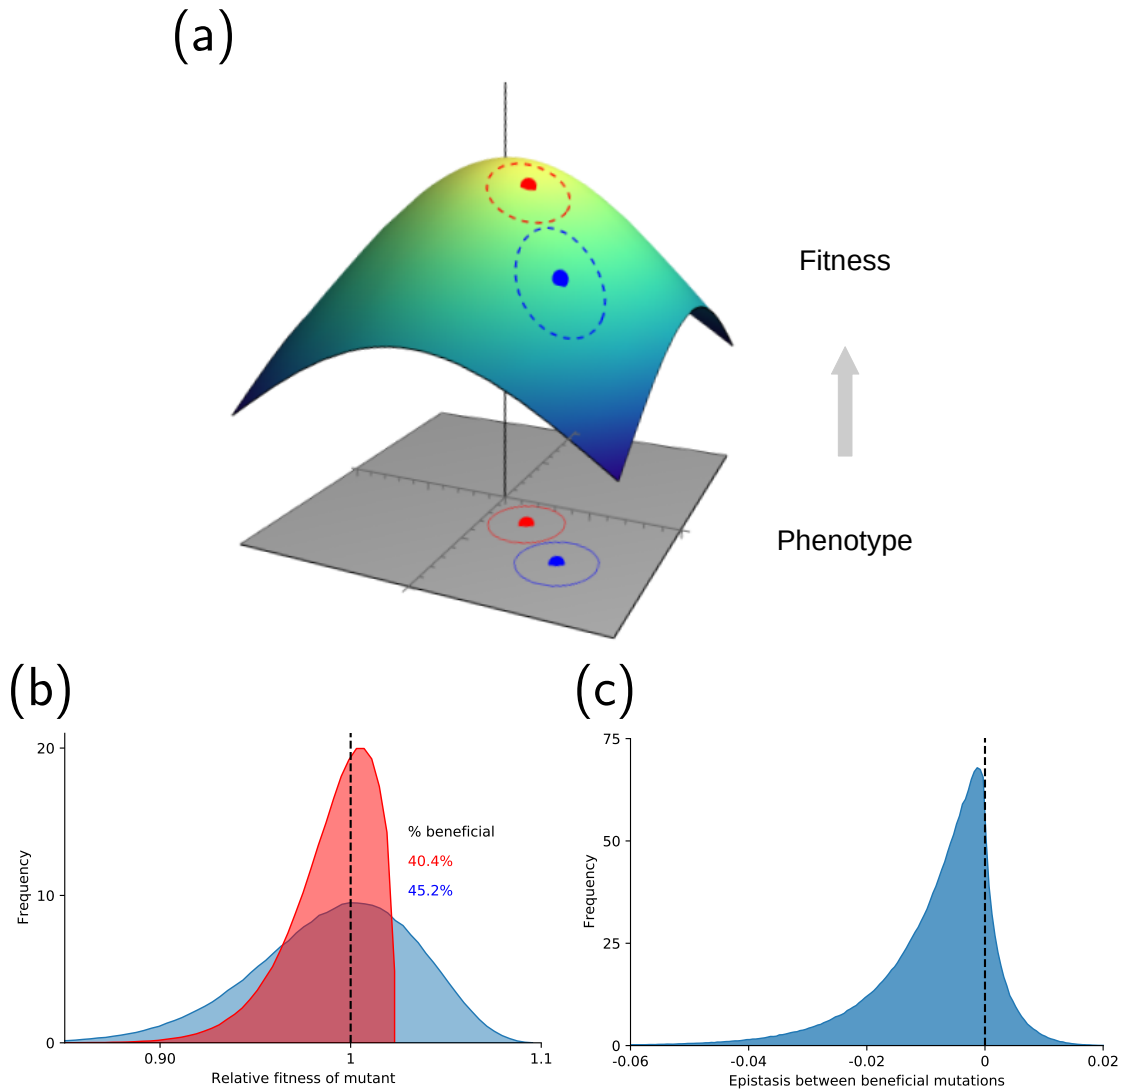 (a)
Fitness
Phenotype
(b)
20
10
0
Frequency
% beneficial
40.4%
45.2%
0.90
1
1.1
Relative fitness of mutant
(c)
75
50
25
0
Frequency
-0.06
-0.04
-0.02
0
0.02
Epistasis between beneficial mutations